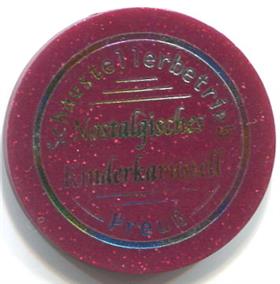 Schaustellerbetrieb
Nostalgisches
Kinderkarussell
Preuß